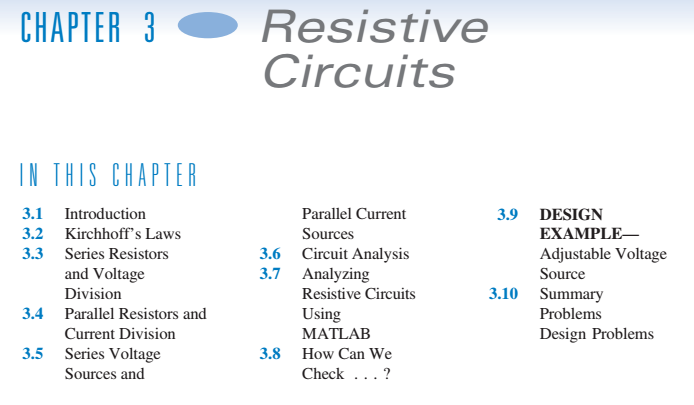 CHAPTER 3 Resistive
Circuits
IN THIS CHAPTER
3.1 Introduction
3.2 Kirchhoff’s Laws
3.3 Series Resistors
and Voltage
Division
3.4 Parallel Resistors and
Current Division
3.5 Series Voltage
Sources and
Parallel Current
Sources
3.6 Circuit Analysis
3.7 Analyzing
Resistive Circuits
Using
MATLAB
3.8 How Can We
Check . . . ?
3.9 DESIGN
EXAMPLE—
Adjustable Voltage
Source
3.10 Summary
Problems
Design Problems